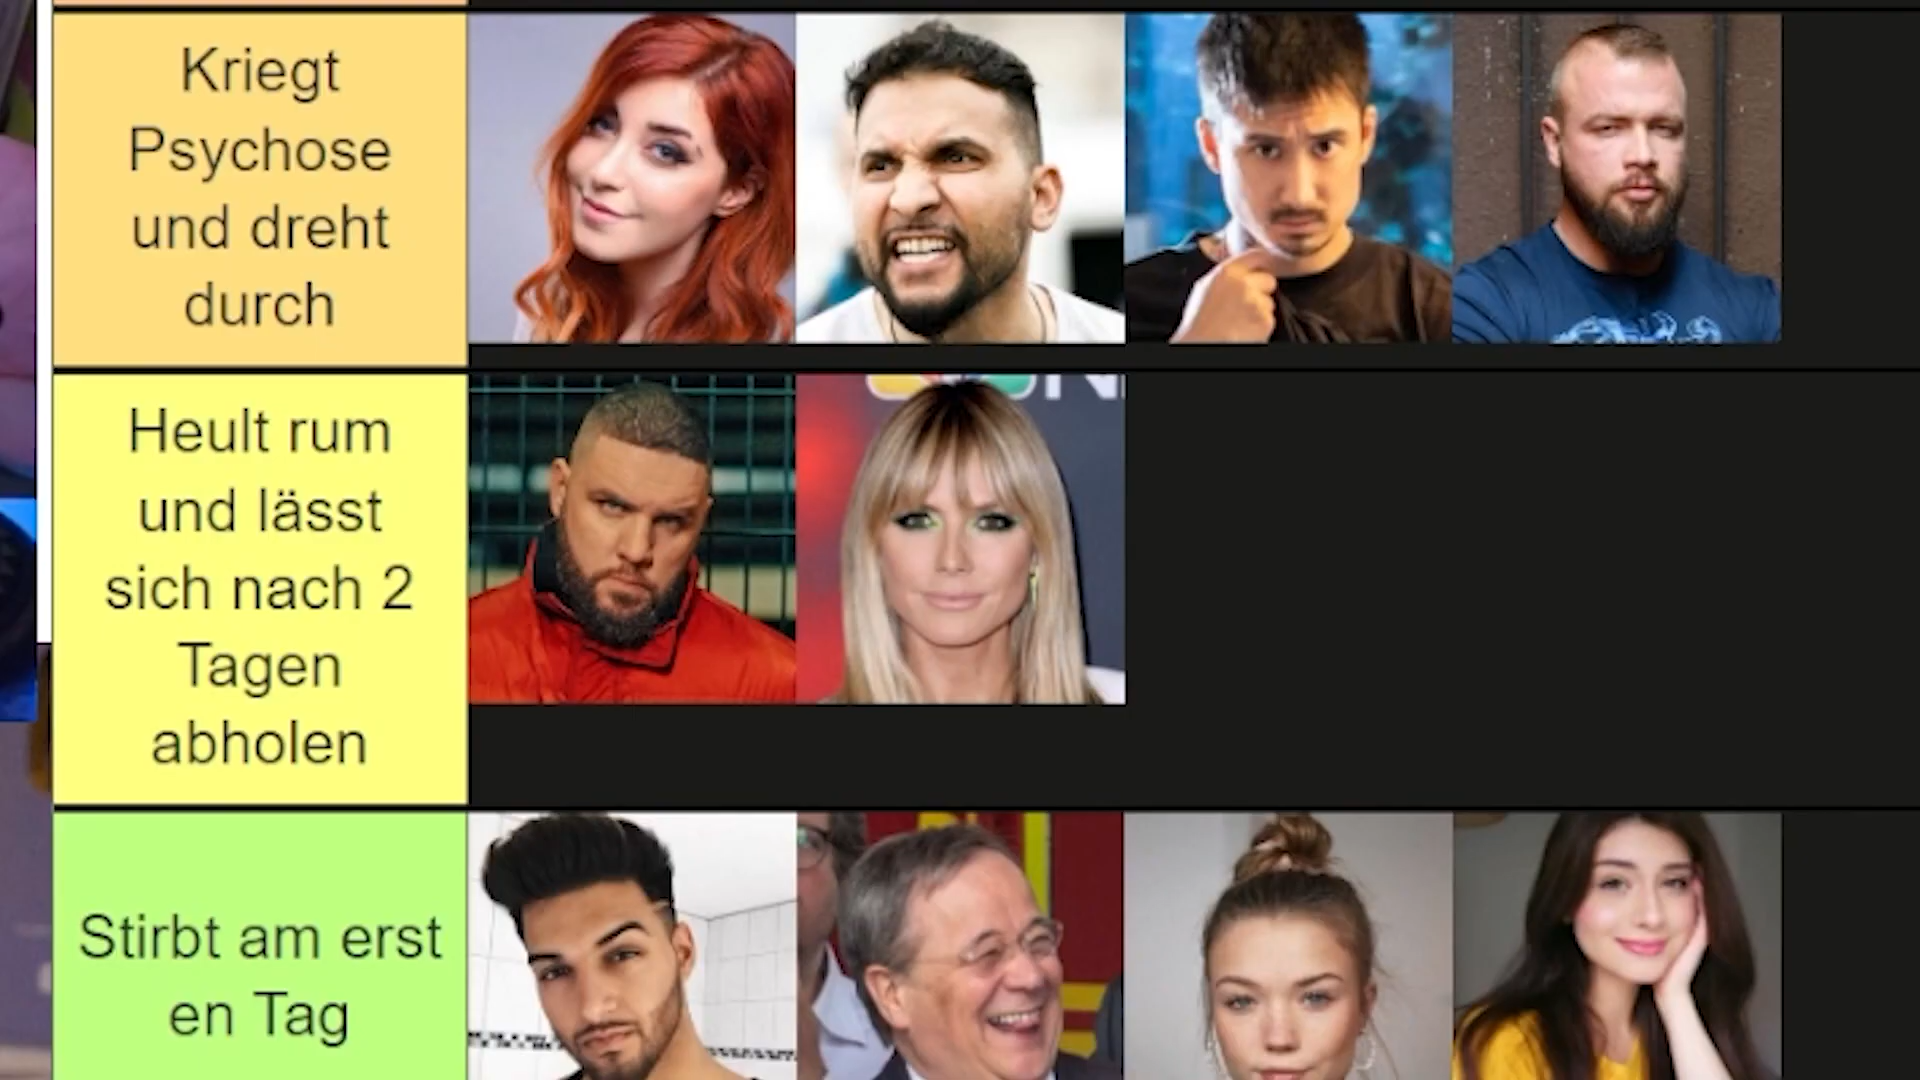 Kriegt
Psychose
und dreht
durch
Heult rum
und lässt
sich nach 2
Tagen
abholen
Stirbt am erst
en Tag